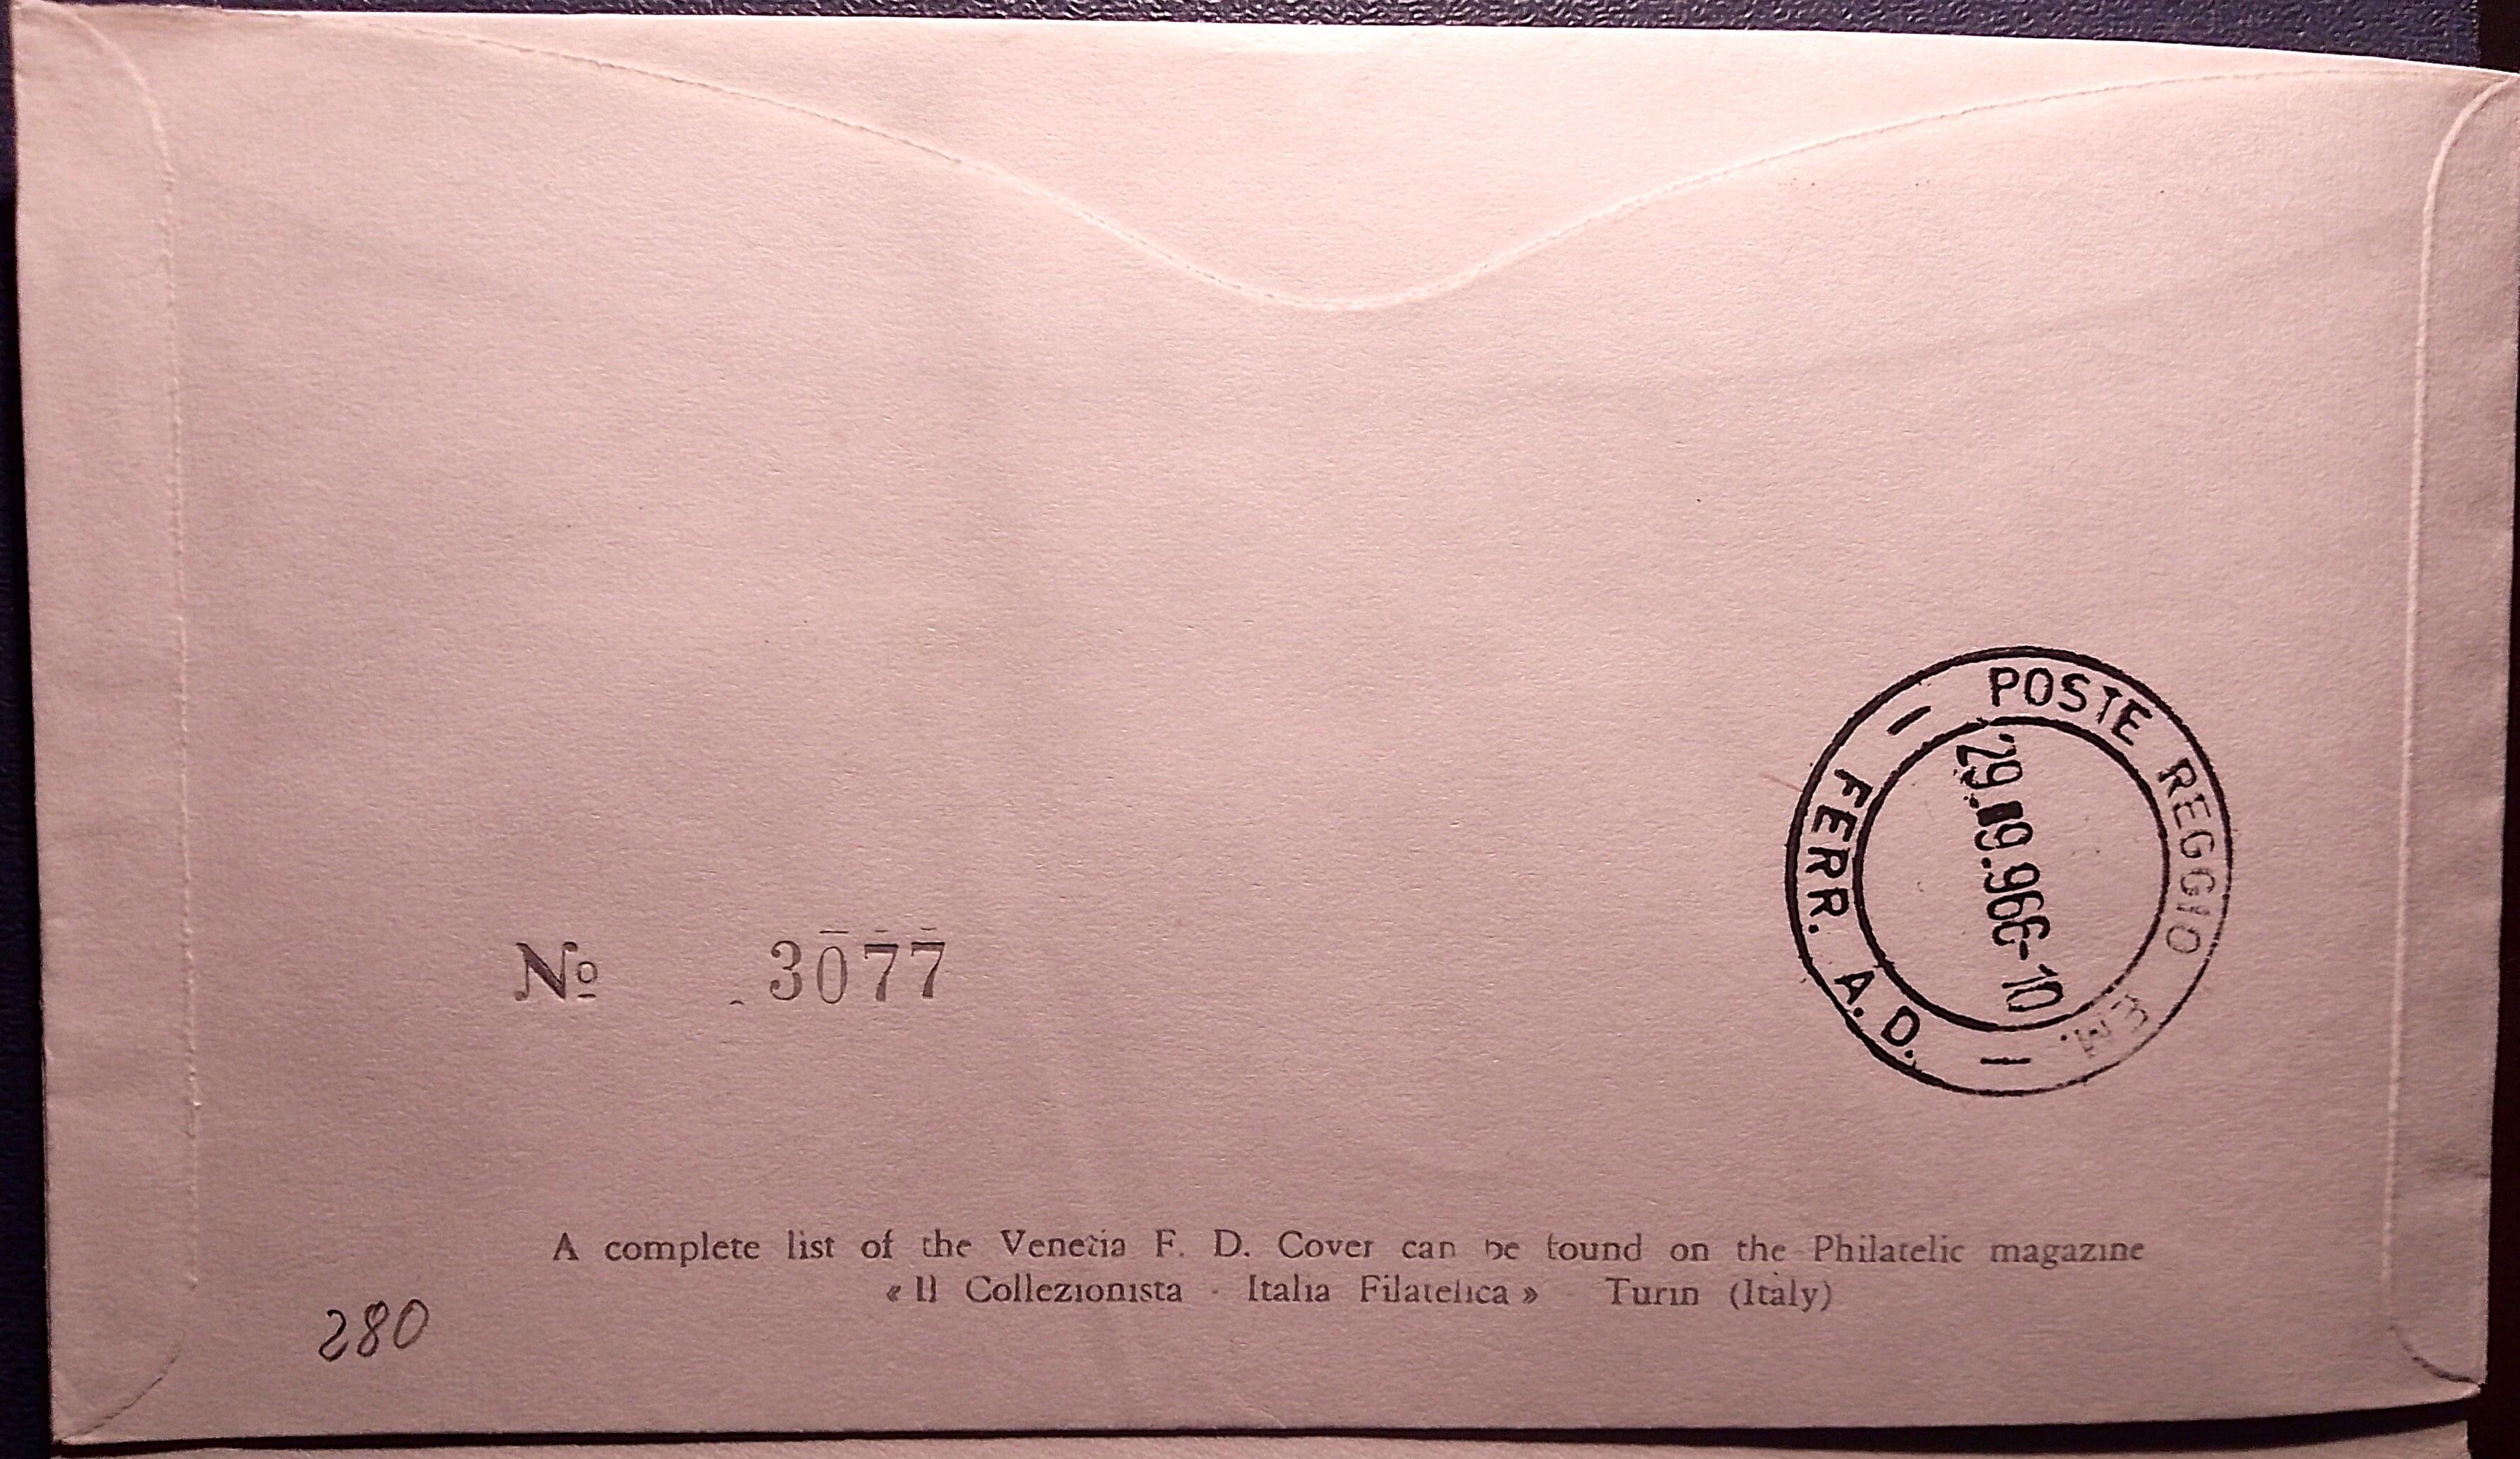 POSTE REGGIO EM.
29.9.966-10
FERR. A.D.
Nº 3077
A complete list of the Venetia F. D. Cover can be found on the Philatelic magazine
« Il Collezionista - Italia Filatelica » - Turin (Italy)
280